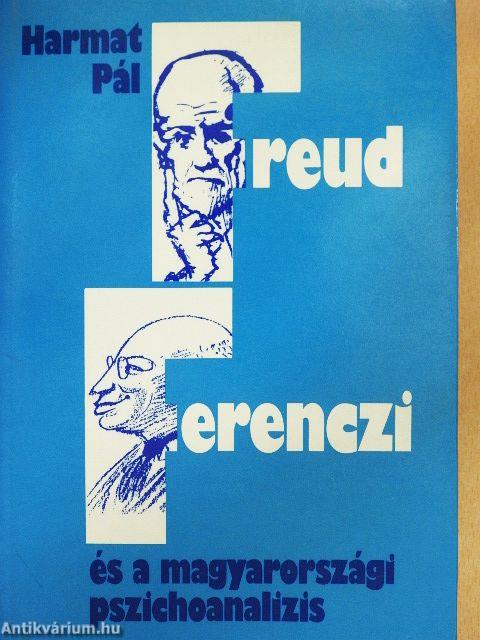 Harmat
Pál
Freud
Ferenczi
és a magyarországi
pszichoanalizis
Antikvárium.hu